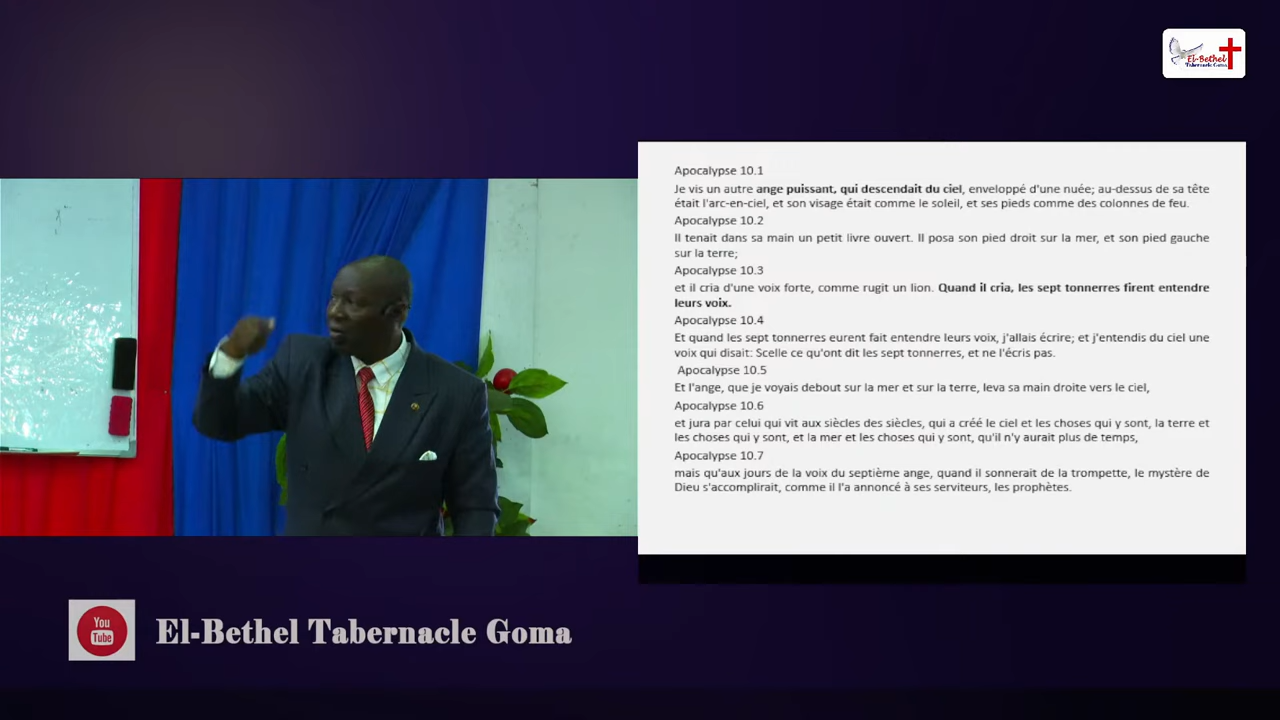 El-Bethel
Tabernacle Goma
Apocalypse 10.1
Je vis un autre ange puissant, qui descendait du ciel, enveloppé d'une nuée; au-dessus de sa tête
était l'arc-en-ciel, et son visage était comme le soleil, et ses pieds comme des colonnes de feu.
Apocalypse 10.2
Il tenait dans sa main un petit livre ouvert. Il posa son pied droit sur la mer, et son pied gauche
sur la terre;
Apocalypse 10.3
et il cria d'une voix forte, comme rugit un lion. Quand il cria, les sept tonnerres firent entendre
leurs voix.
Apocalypse 10.4
Et quand les sept tonnerres eurent fait entendre leurs voix, j'allais écrire; et j'entendis du ciel une
voix qui disait: Scelle ce qu'ont dit les sept tonnerres, et ne l'écris pas.
Apocalypse 10.5
Et l'ange, que je voyais debout sur la mer et sur la terre, leva sa main droite vers le ciel,
Apocalypse 10.6
et jura par celui qui vit aux siècles des siècles, qui a créé le ciel et les choses qui y sont, la terre et
les choses qui y sont, et la mer et les choses qui y sont, qu'il n'y aurait plus de temps,
Apocalypse 10.7
mais qu'aux jours de la voix du septième ange, quand il sonnerait de la trompette, le mystère de
Dieu s'accomplirait, comme il l'a annoncé à ses serviteurs, les prophètes.
You
Tube
El-Bethel Tabernacle Goma